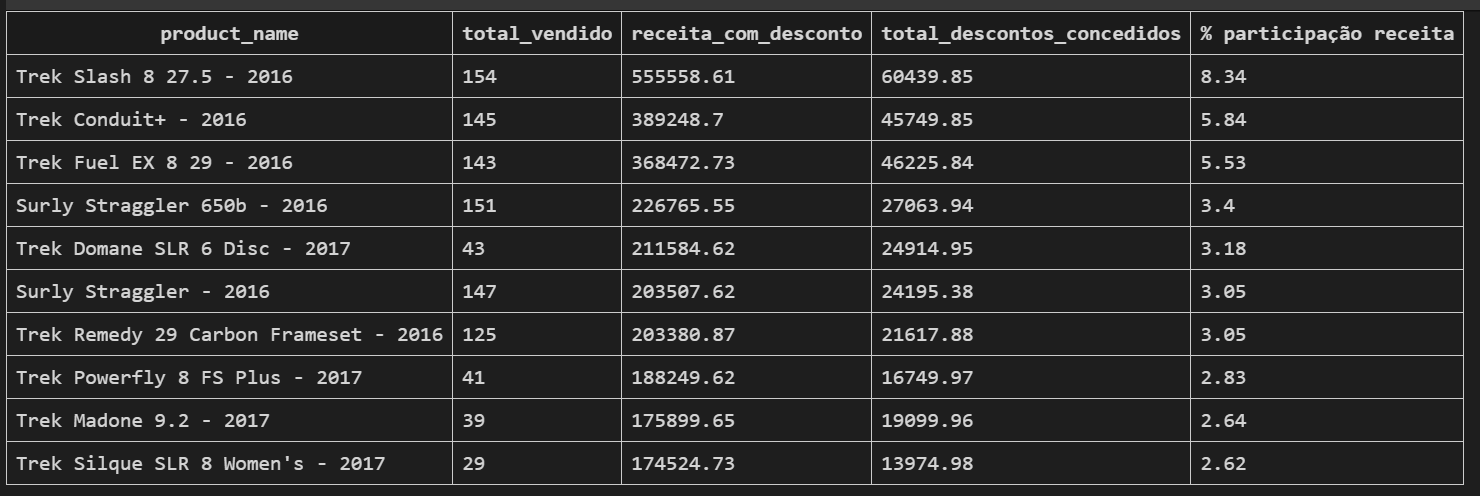 product_name total_vendido receita_com_desconto total_descontos_concedidos % participação receita
Trek Slash 8 27.5 - 2016 154 555558.61 60439.85 8.34
Trek Conduit+ - 2016 145 389248.7 45749.85 5.84
Trek Fuel EX 8 29 - 2016 143 368472.73 46225.84 5.53
Surly Straggler 650b - 2016 151 226765.55 27063.94 3.4
Trek Domane SLR 6 Disc - 2017 43 211584.62 24914.95 3.18
Surly Straggler - 2016 147 203507.62 24195.38 3.05
Trek Remedy 29 Carbon Frameset - 2016 125 203380.87 21617.88 3.05
Trek Powerfly 8 FS Plus - 2017 41 188249.62 16749.97 2.83
Trek Madone 9.2 - 2017 39 175899.65 19099.96 2.64
Trek Silque SLR 8 Women's - 2017 29 174524.73 13974.98 2.62